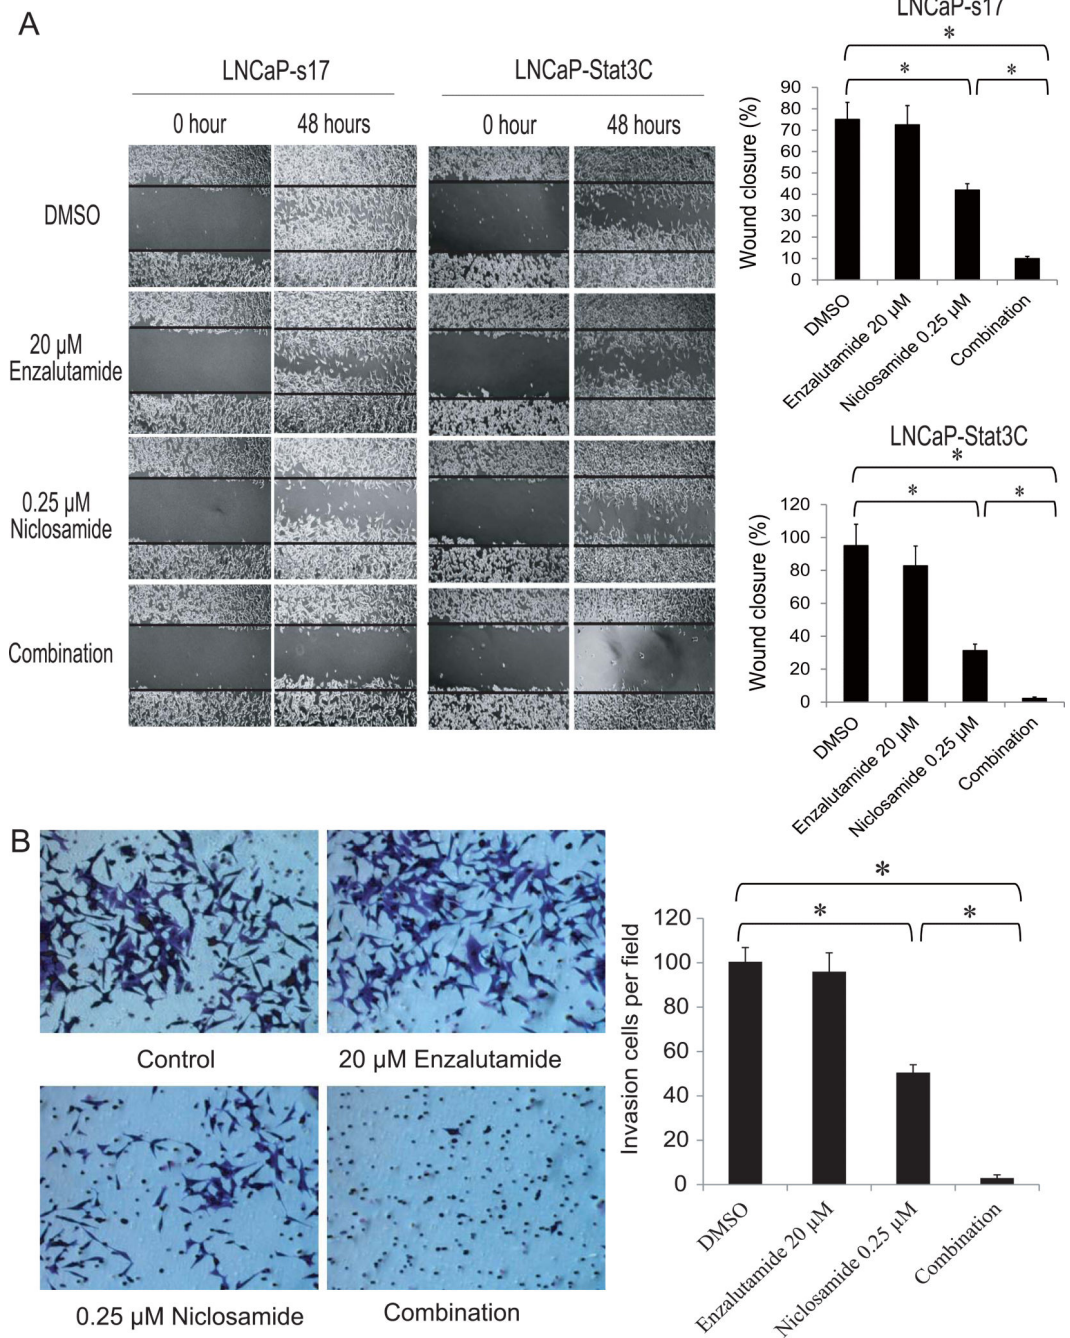 A
LNCaP-s17
LNCaP-Stat3C
0 hour
48 hours
0 hour
48 hours
DMSO
20 µM
Enzalutamide
0.25 µM
Niclosamide
Combination
LNCaP-s17
*
*
*
Wound closure (%)
90
80
70
60
50
40
30
20
10
0
DMSO
Enzalutamide 20 µM
Niclosamide 0.25 µM
Combination
LNCaP-Stat3C
*
*
*
Wound closure (%)
120
100
80
60
40
20
0
DMSO
Enzalutamide 20 µM
Niclosamide 0.25 µM
Combination
B
Control
20 µM Enzalutamide
0.25 µM Niclosamide
Combination
*
*
*
Invasion cells per field
120
100
80
60
40
20
0
DMSO
Enzalutamide 20 µM
Niclosamide 0.25 µM
Combination